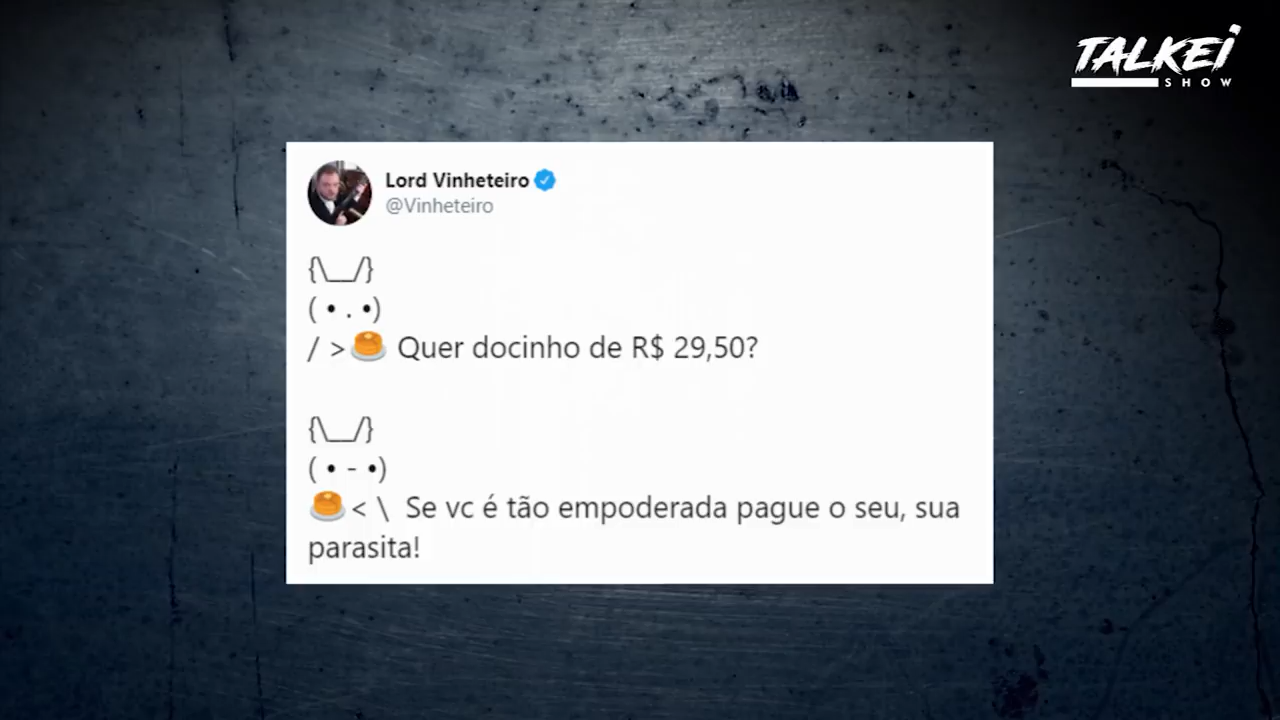 TALKEI
SHOW
Lord Vinheteiro
@Vinheteiro
{\__/}
( • . •)
/ >🥞 Quer docinho de R$ 29,50?
{\__/}
( • - •)
🥞< \ Se vc é tão empoderada pague o seu, sua
parasita!